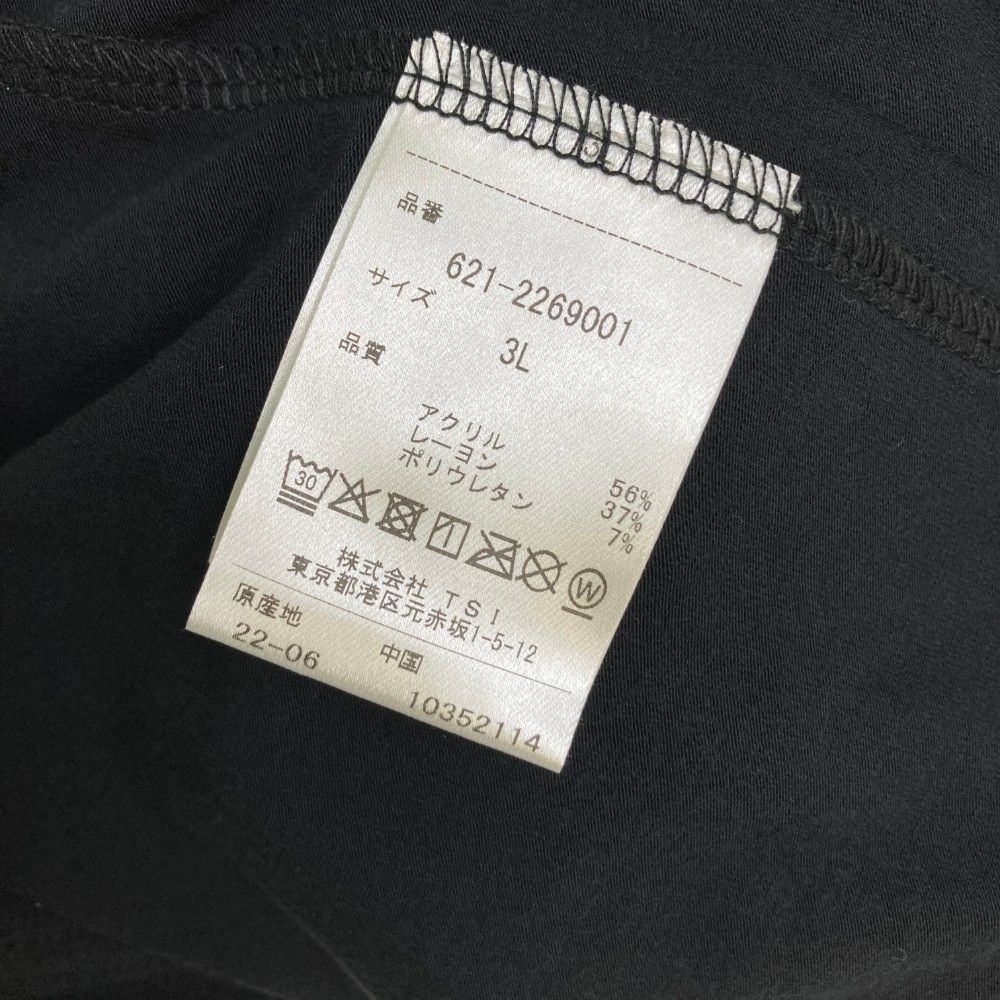 3L
品番
621-2269001
サイズ
3L
品質
アクリル 56%
レーヨン 37%
ポリウレタン 7%
30
W
株式会社 TSI
東京都港区元赤坂1-5-12
原産地 中国
22-06 10352114